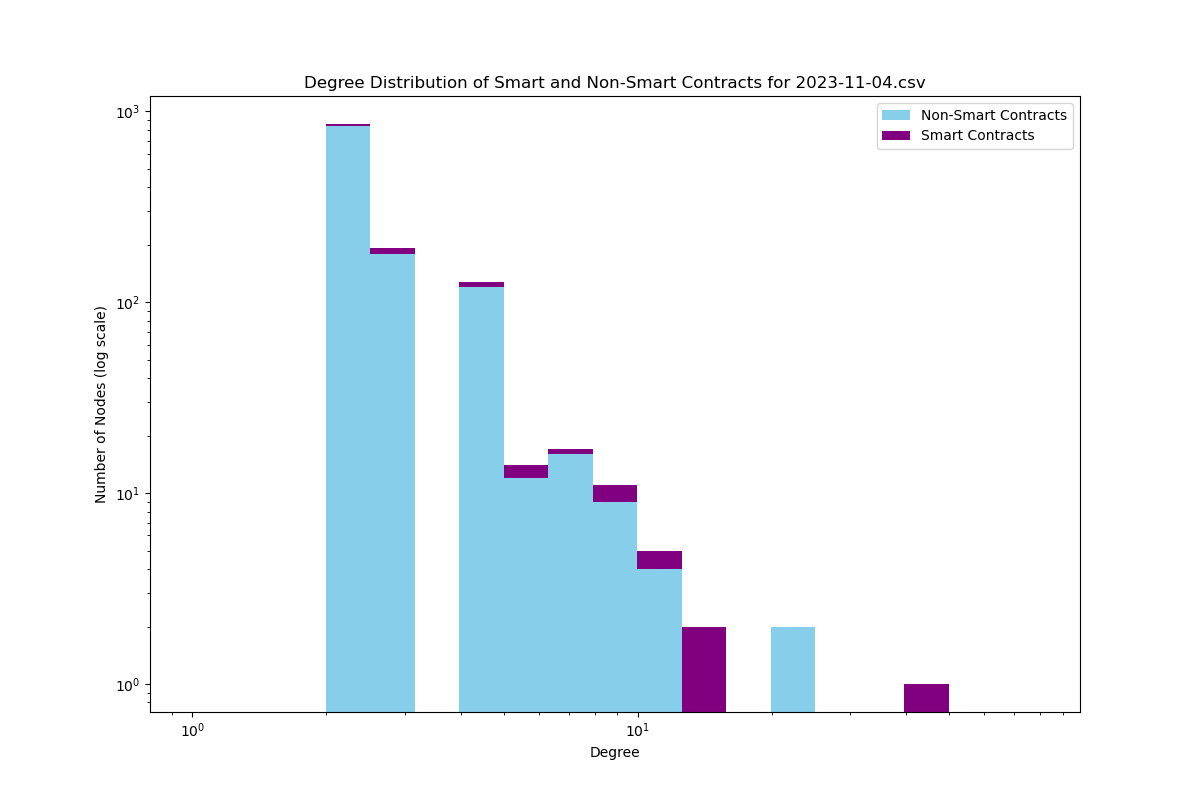 Degree Distribution of Smart and Non-Smart Contracts for 2023-11-04.csv
Non-Smart Contracts
Smart Contracts
Number of Nodes (log scale)
10³
10²
10¹
10⁰
10⁰ 10¹
Degree